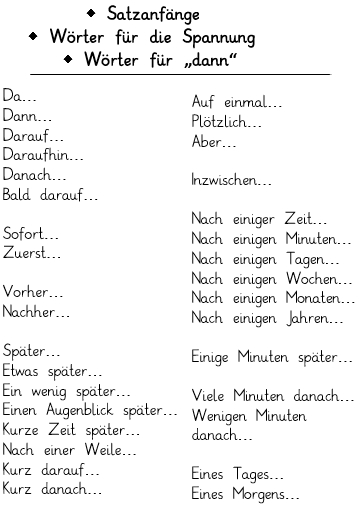 ◆ Satzanfänge
◆ Wörter für die Spannung
◆ Wörter für „dann“
Da...
Dann...
Darauf...
Daraufhin...
Danach...
Bald darauf...
Sofort...
Zuerst...
Vorher...
Nachher...
Später...
Etwas später...
Ein wenig später...
Einen Augenblick später...
Kurze Zeit später...
Nach einer Weile...
Kurz darauf...
Kurz danach...
Auf einmal...
Plötzlich...
Aber...
Inzwischen...
Nach einiger Zeit...
Nach einigen Minuten...
Nach einigen Tagen...
Nach einigen Wochen...
Nach einigen Monaten...
Nach einigen Jahren...
Einige Minuten später...
Viele Minuten danach...
Wenigen Minuten
danach...
Eines Tages...
Eines Morgens...